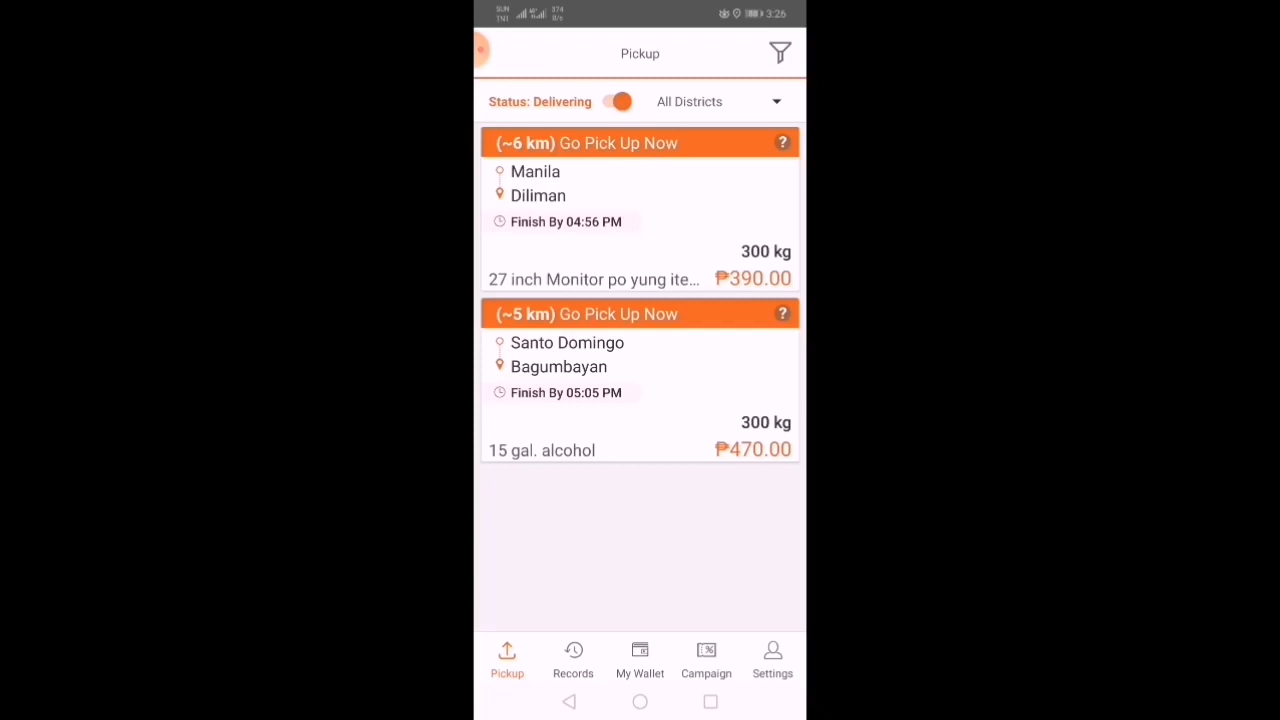 SUN
TNT
374
B/s
3:26
Pickup
Status: Delivering
All Districts
(~6 km) Go Pick Up Now
?
Manila
Diliman
Finish By 04:56 PM
300 kg
27 inch Monitor po yung ite... ₱390.00
(~5 km) Go Pick Up Now
?
Santo Domingo
Bagumbayan
Finish By 05:05 PM
300 kg
15 gal. alcohol ₱470.00
Pickup Records My Wallet Campaign Settings